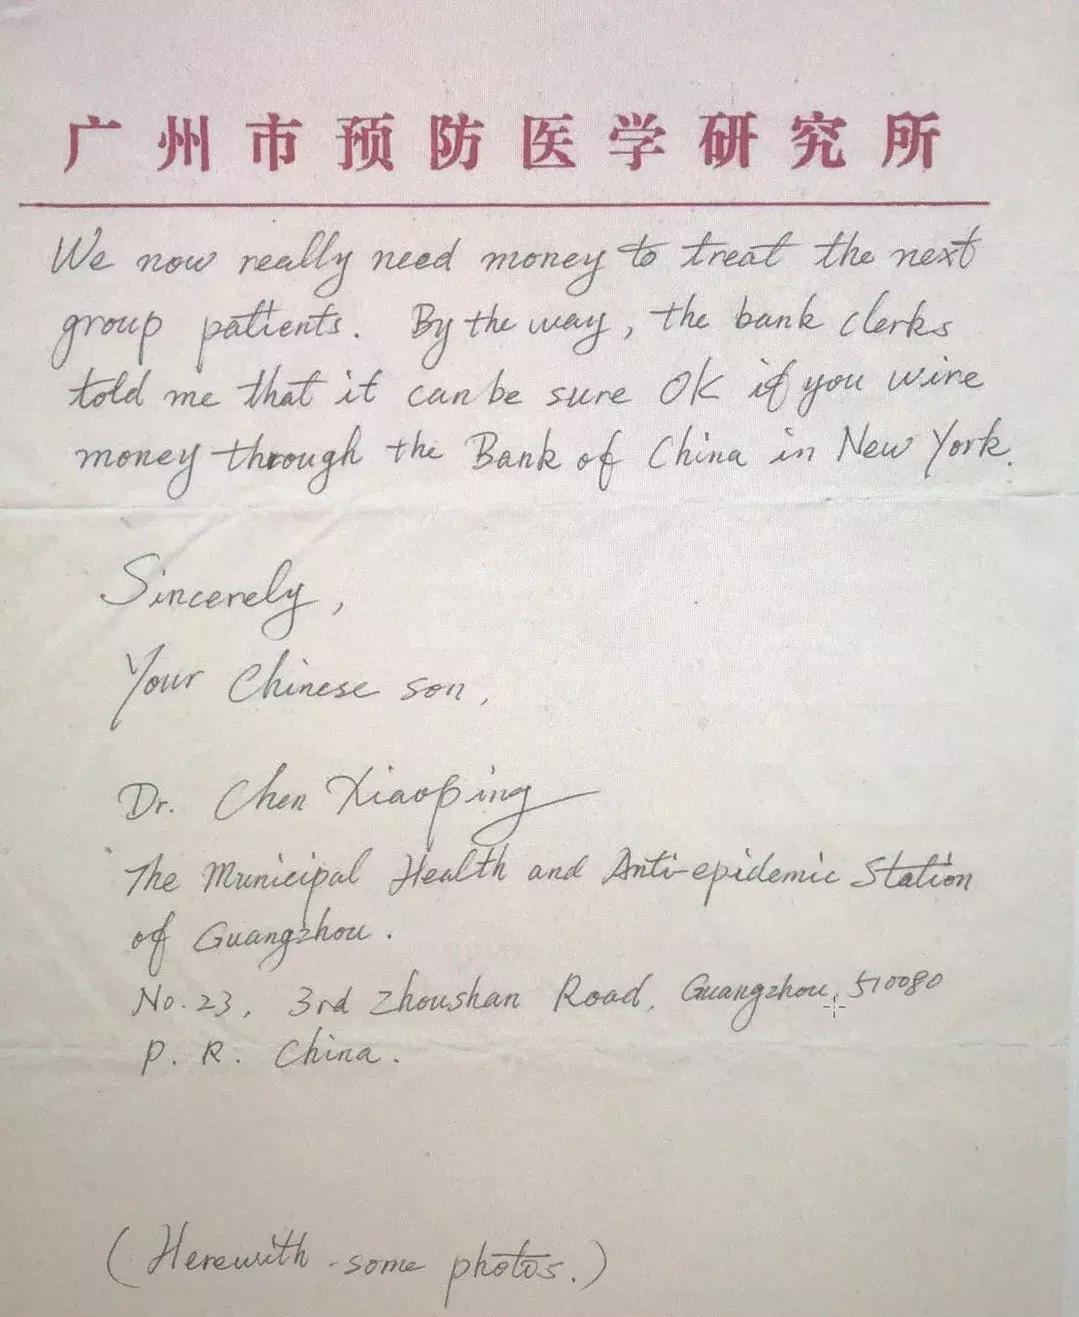 广州市预防医学研究所
We now really need money to treat the next
group patients. By the way, the bank clerks
told me that it can be sure OK if you wire
money through the Bank of China in New York.
Sincerely,
Your Chinese son,
Dr. Chen Xiaoping
The Municipal Health and Anti-epidemic Station
of Guangzhou.
No. 23, 3rd Zhoushan Road, Guangzhou, 510080
P. R. China.
(Herewith some photos.)